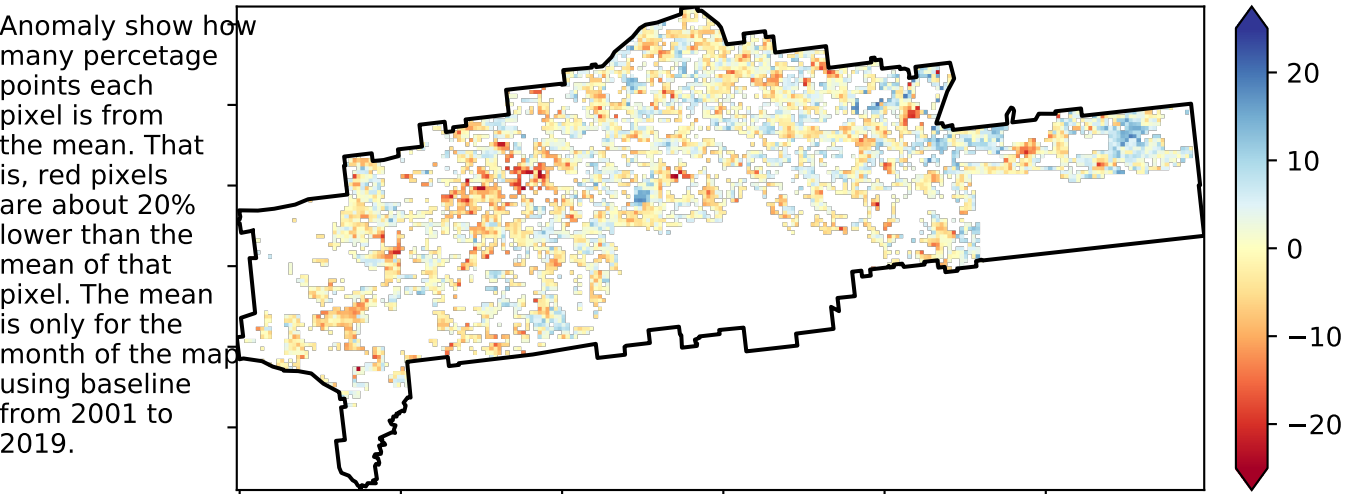 Anomaly show how
many percetage
points each
pixel is from
the mean. That
is, red pixels
are about 20%
lower than the
mean of that
pixel. The mean
is only for the
month of the map
using baseline
from 2001 to
2019.
20
10
0
−10
−20